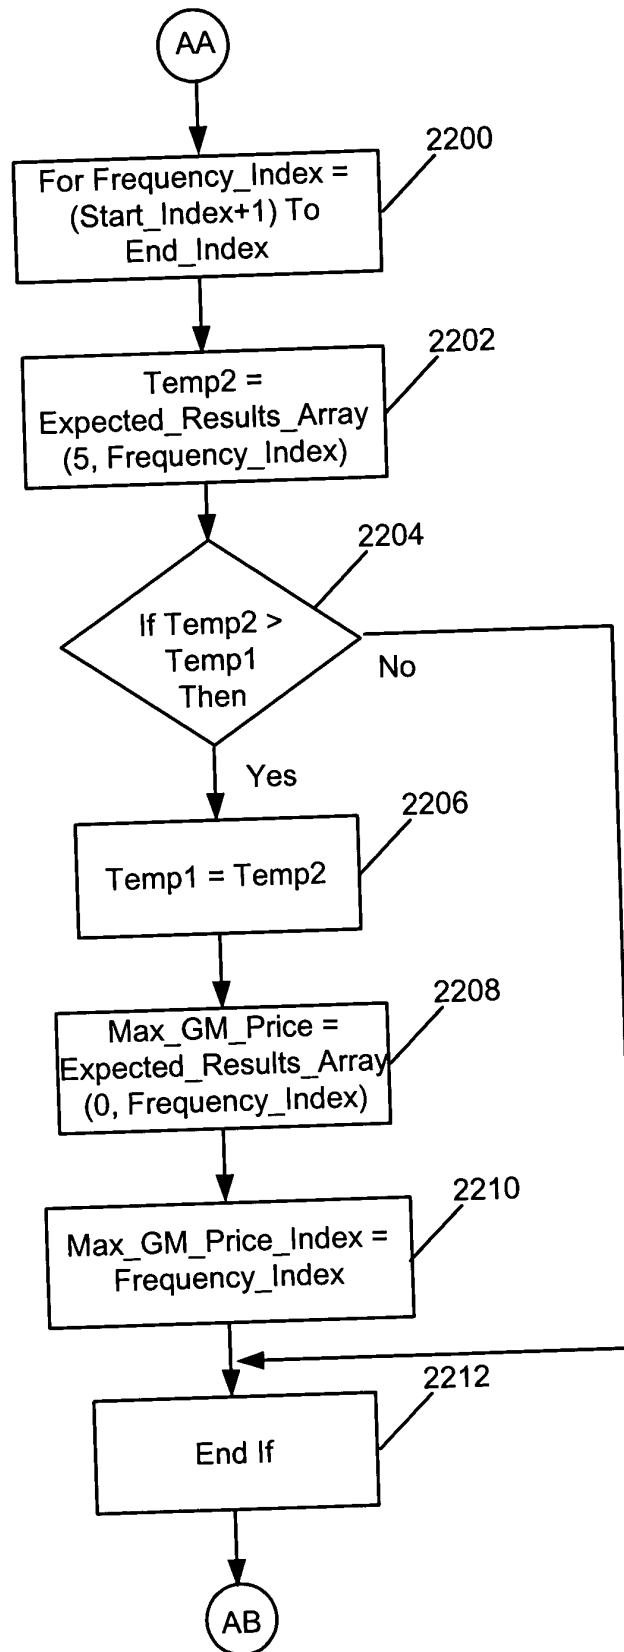 AA
2200
For Frequency_Index =
(Start_Index+1) To
End_Index
2202
Temp2 =
Expected_Results_Array
(5, Frequency_Index)
2204
If Temp2 >
Temp1
Then
No
Yes
2206
Temp1 = Temp2
2208
Max_GM_Price =
Expected_Results_Array
(0, Frequency_Index)
2210
Max_GM_Price_Index =
Frequency_Index
2212
End If
AB